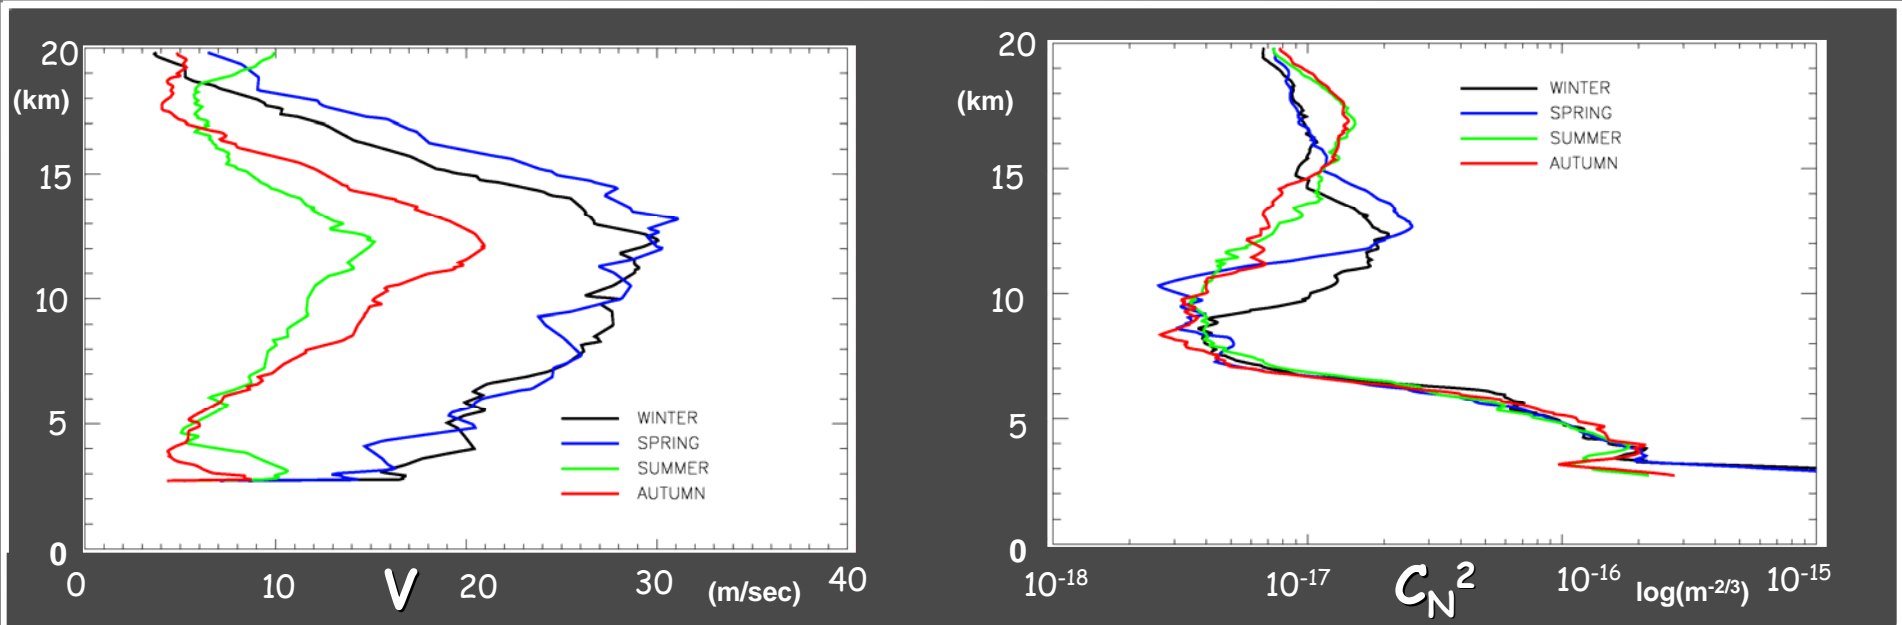 20
(km)
15
10
5
0
WINTER
SPRING
SUMMER
AUTUMN
0 10 V 20 30 (m/sec) 40
20
(km)
15
10
5
0
WINTER
SPRING
SUMMER
AUTUMN
10⁻¹⁸ 10⁻¹⁷ C_N² 10⁻¹⁶ log(m⁻²/³) 10⁻¹⁵